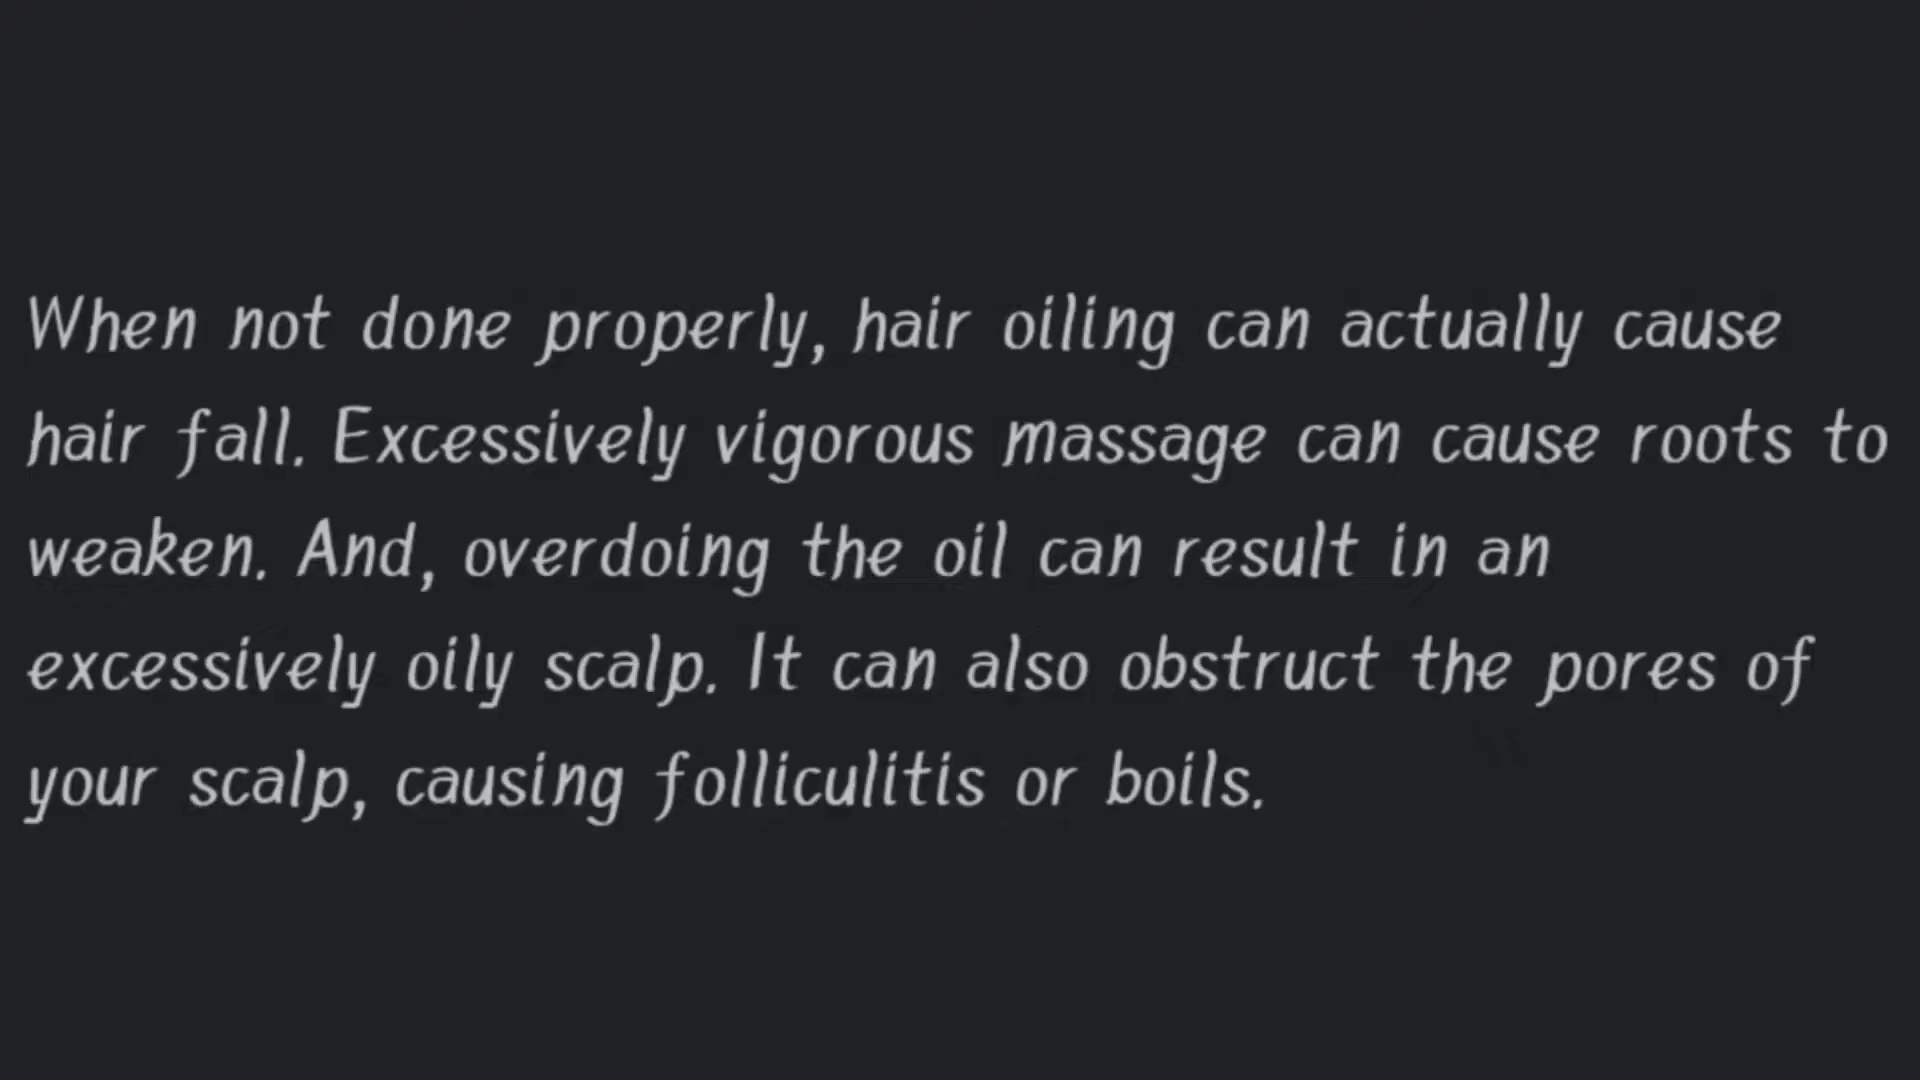 When not done properly, hair oiling can actually cause
hair fall. Excessively vigorous massage can cause roots to
weaken. And, overdoing the oil can result in an
excessively oily scalp. It can also obstruct the pores of
your scalp, causing folliculitis or boils.